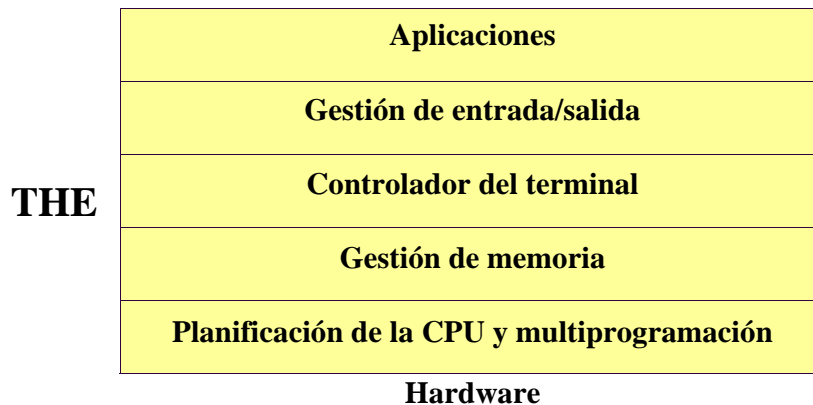 Aplicaciones
Gestión de entrada/salida
Controlador del terminal
THE
Gestión de memoria
Planificación de la CPU y multiprogramación
Hardware